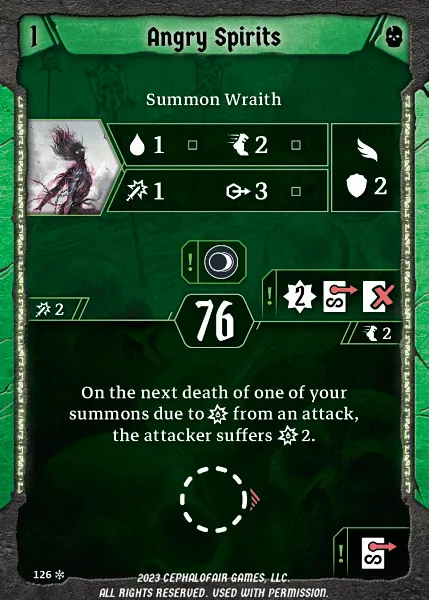 1 Angry Spirits
Summon Wraith
1 2
1 3 2
! !
2
2 76 2
On the next death of one of your
summons due to from an attack,
the attacker suffers 2.
!
126
2023 CEPHALOFAIR GAMES, LLC.
ALL RIGHTS RESERVED. USED WITH PERMISSION.